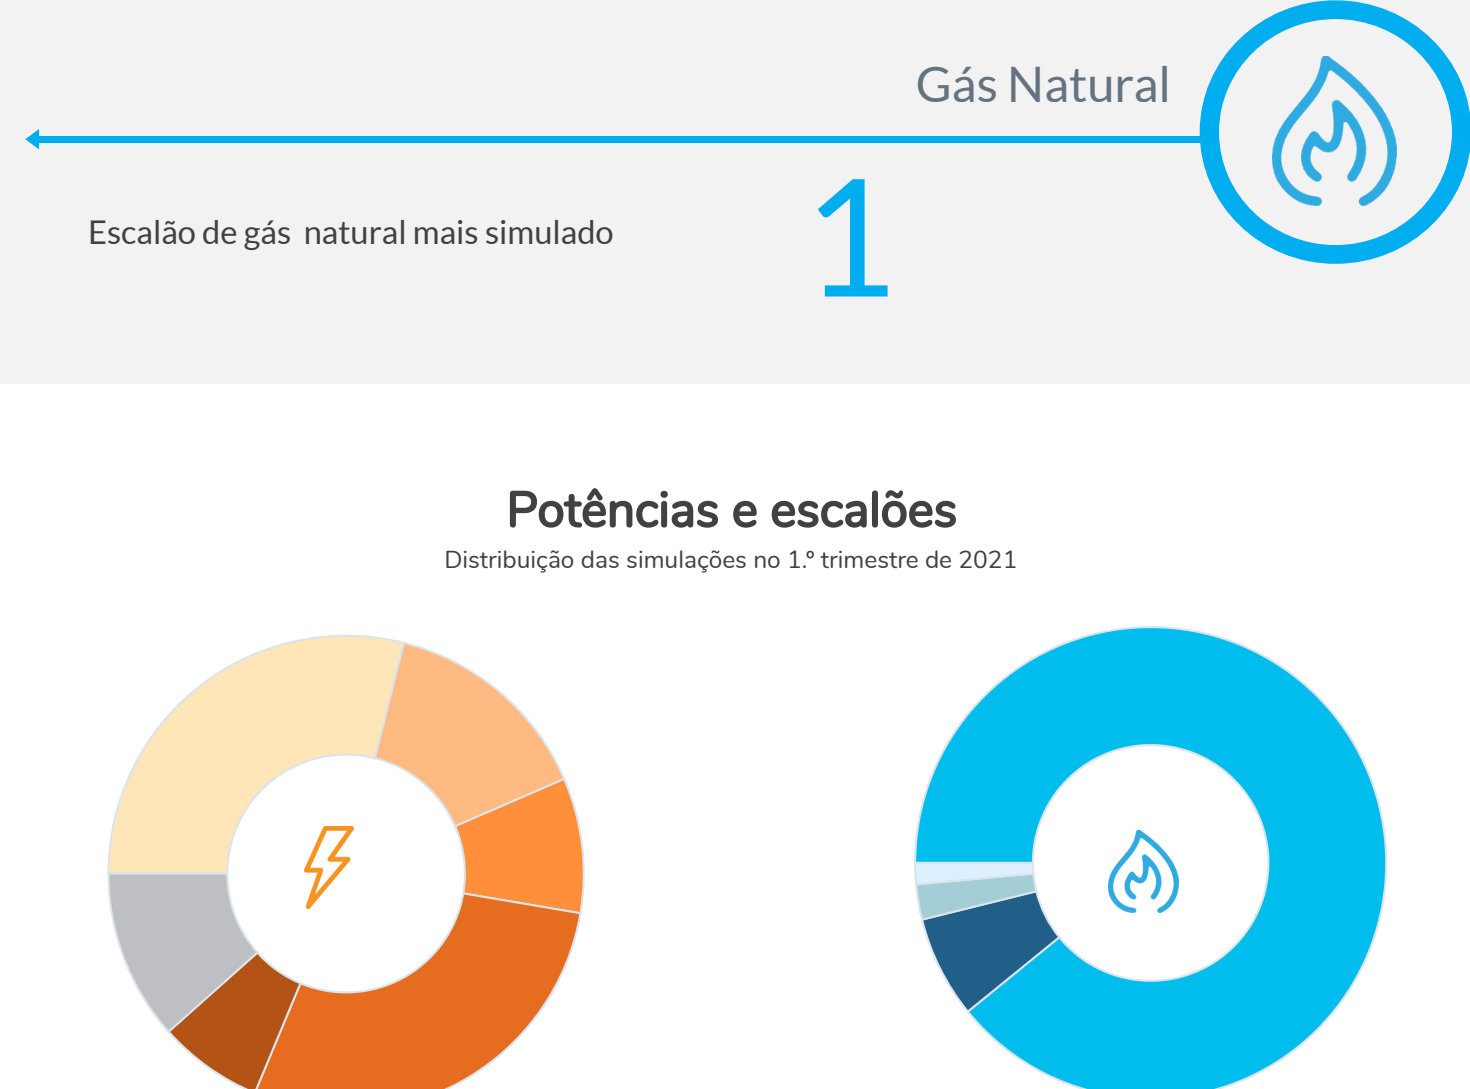 Gás Natural
Escalão de gás natural mais simulado
1
Potências e escalões
Distribuição das simulações no 1.º trimestre de 2021